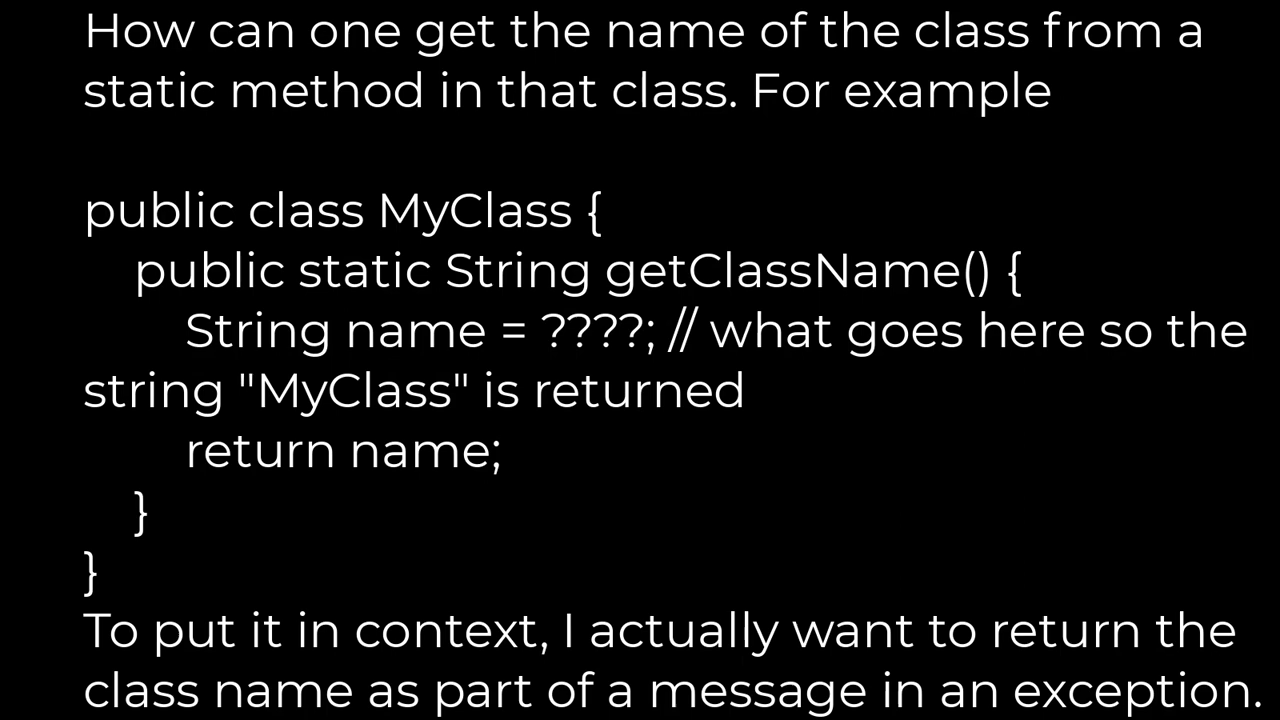 How can one get the name of the class from a
static method in that class. For example

public class MyClass {
    public static String getClassName() {
        String name = ????; // what goes here so the
string "MyClass" is returned
        return name;
    }
}
To put it in context, I actually want to return the
class name as part of a message in an exception.